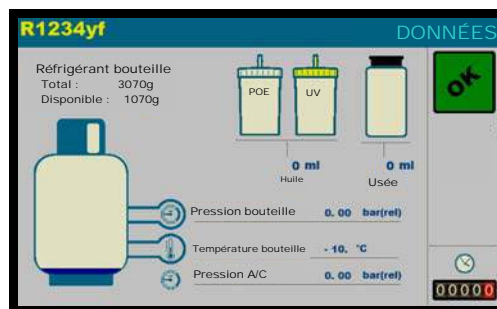 R1234yf DONNÉES
Réfrigérant bouteille
Total : 3070g
Disponible : 1070g
POE UV
OK
0 ml 0 ml
Huile Usée
Pression bouteille 0.00 bar(rel)
Température bouteille -10. °C
Pression A/C 0.00 bar(rel)
00000